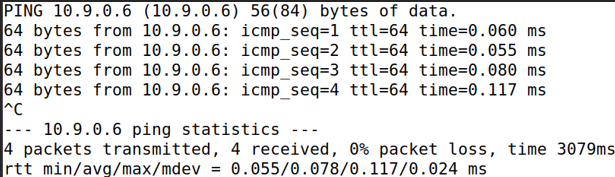 PING 10.9.0.6 (10.9.0.6) 56(84) bytes of data.
64 bytes from 10.9.0.6: icmp_seq=1 ttl=64 time=0.060 ms
64 bytes from 10.9.0.6: icmp_seq=2 ttl=64 time=0.055 ms
64 bytes from 10.9.0.6: icmp_seq=3 ttl=64 time=0.080 ms
64 bytes from 10.9.0.6: icmp_seq=4 ttl=64 time=0.117 ms
^C
--- 10.9.0.6 ping statistics ---
4 packets transmitted, 4 received, 0% packet loss, time 3079ms
rtt min/avg/max/mdev = 0.055/0.078/0.117/0.024 ms